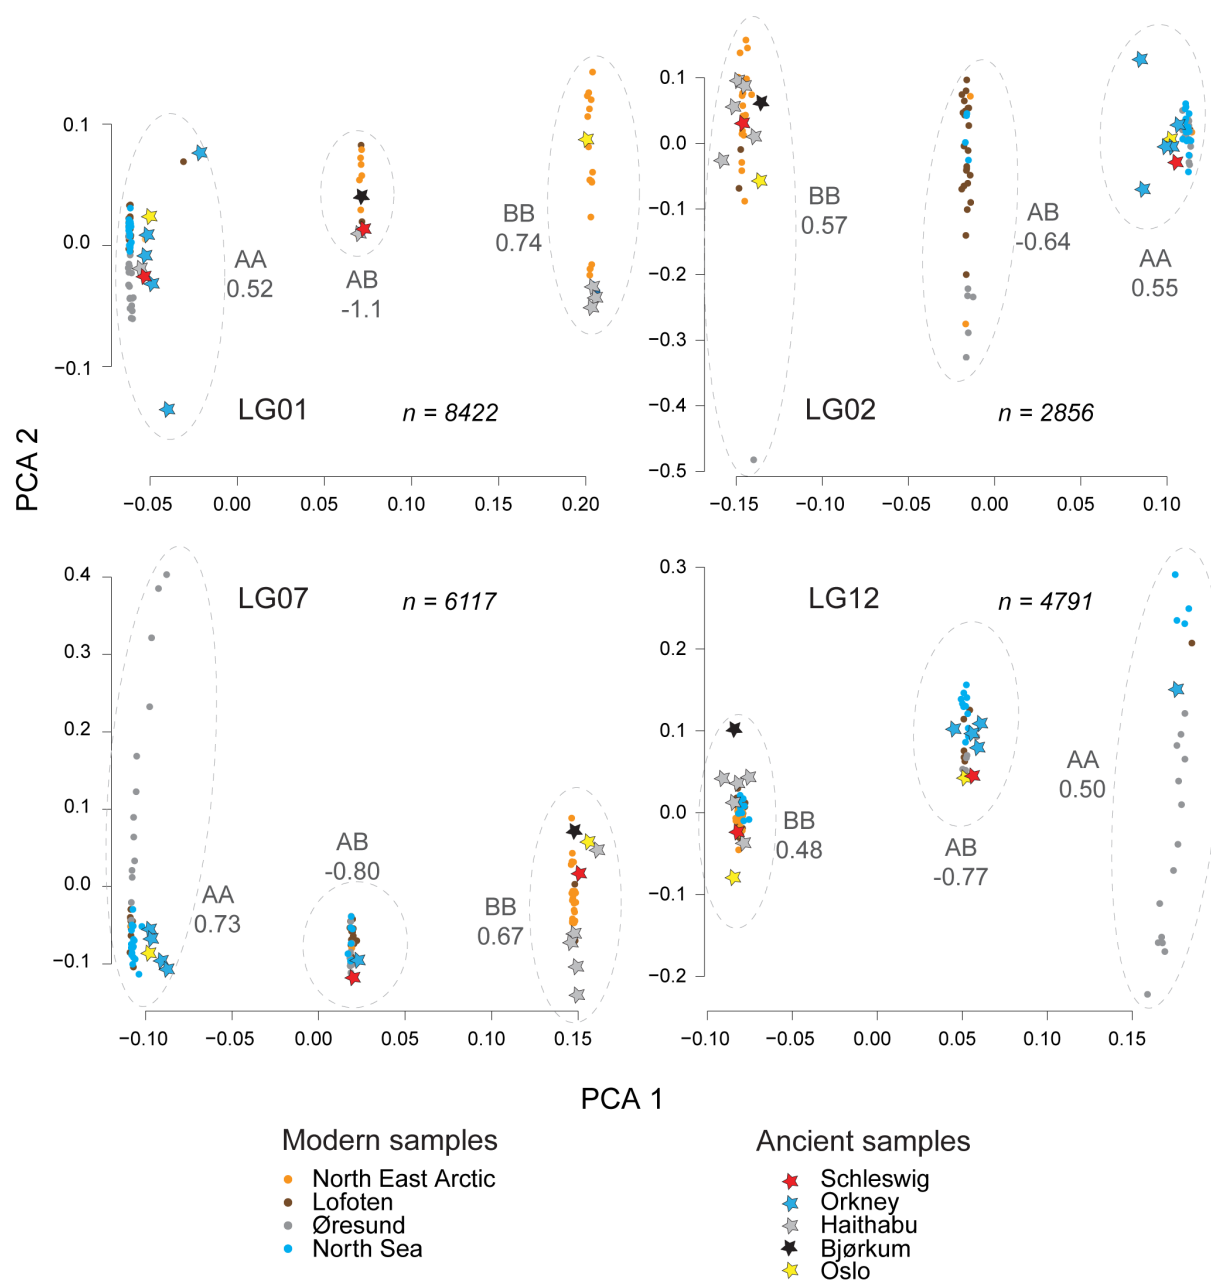 PCA 2
0.1
0.0
−0.1
AA
0.52
AB
-1.1
BB
0.74
LG01
n = 8422
−0.05
0.00
0.05
0.10
0.15
0.20
0.1
0.0
−0.1
−0.2
−0.3
−0.4
−0.5
BB
0.57
AB
-0.64
AA
0.55
LG02
n = 2856
−0.15
−0.10
−0.05
0.00
0.05
0.10
0.4
0.3
0.2
0.1
0.0
−0.1
LG07
n = 6117
AA
0.73
AB
-0.80
BB
0.67
−0.10
−0.05
0.00
0.05
0.10
0.15
0.3
0.2
0.1
0.0
−0.1
−0.2
LG12
n = 4791
BB
0.48
AB
-0.77
AA
0.50
−0.10
−0.05
0.00
0.05
0.10
0.15
PCA 1
Modern samples
North East Arctic
Lofoten
Øresund
North Sea
Ancient samples
Schleswig
Orkney
Haithabu
Bjørkum
Oslo